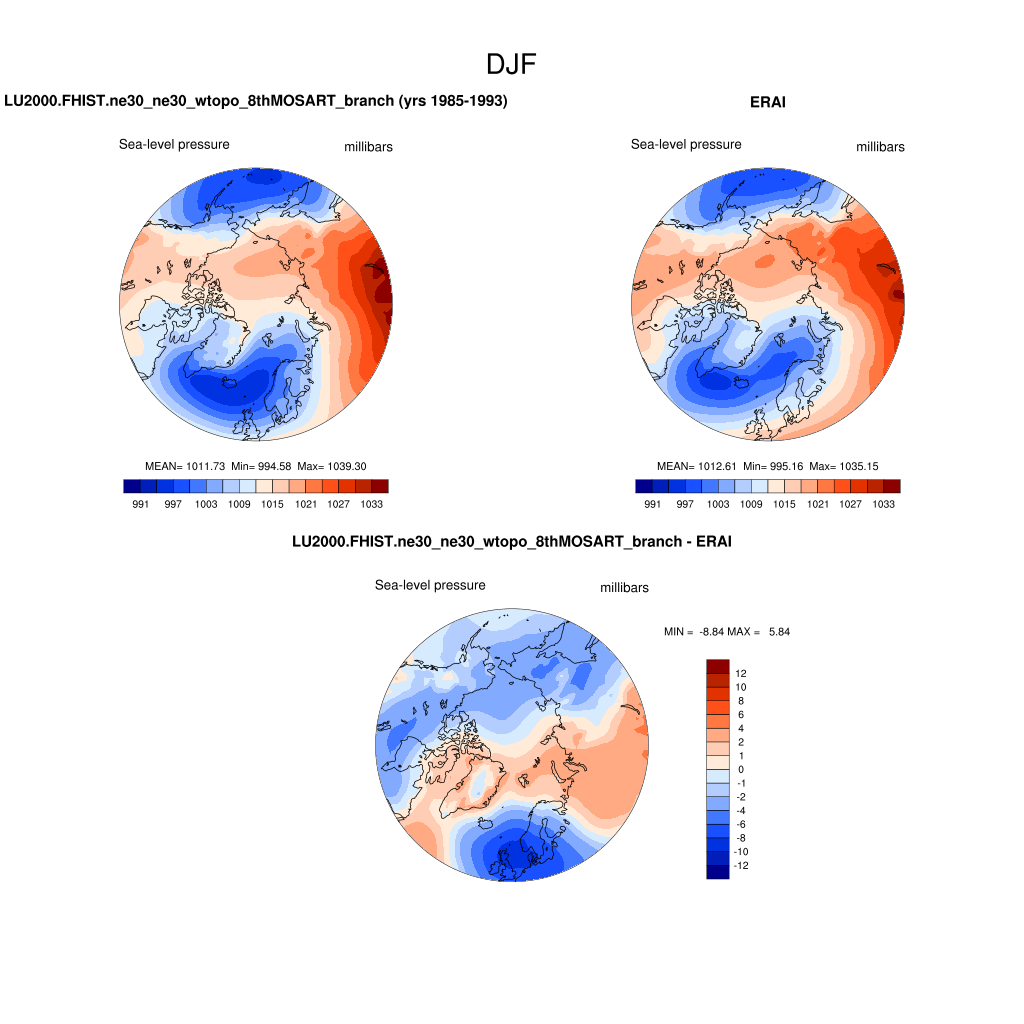 DJF
LU2000.FHIST.ne30_ne30_wtopo_8thMOSART_branch (yrs 1985-1993)
ERAI
Sea-level pressure millibars
Sea-level pressure millibars
MEAN= 1011.73 Min= 994.58 Max= 1039.30
MEAN= 1012.61 Min= 995.16 Max= 1035.15
991 997 1003 1009 1015 1021 1027 1033
991 997 1003 1009 1015 1021 1027 1033
LU2000.FHIST.ne30_ne30_wtopo_8thMOSART_branch - ERAI
Sea-level pressure millibars
MIN = -8.84 MAX = 5.84
12
10
8
6
4
2
1
0
-1
-2
-4
-6
-8
-10
-12